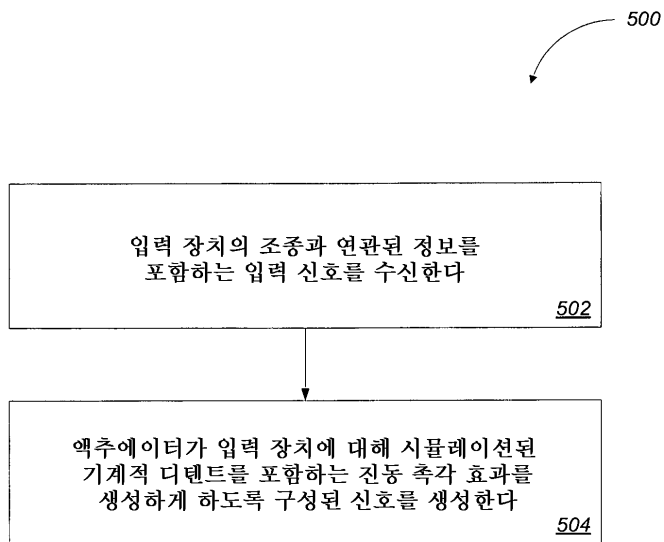 500
입력 장치의 조종과 연관된 정보를
포함하는 입력 신호를 수신한다
502
액추에이터가 입력 장치에 대해 시뮬레이션된
기계적 디텐트를 포함하는 진동 촉각 효과를
생성하게 하도록 구성된 신호를 생성한다
504